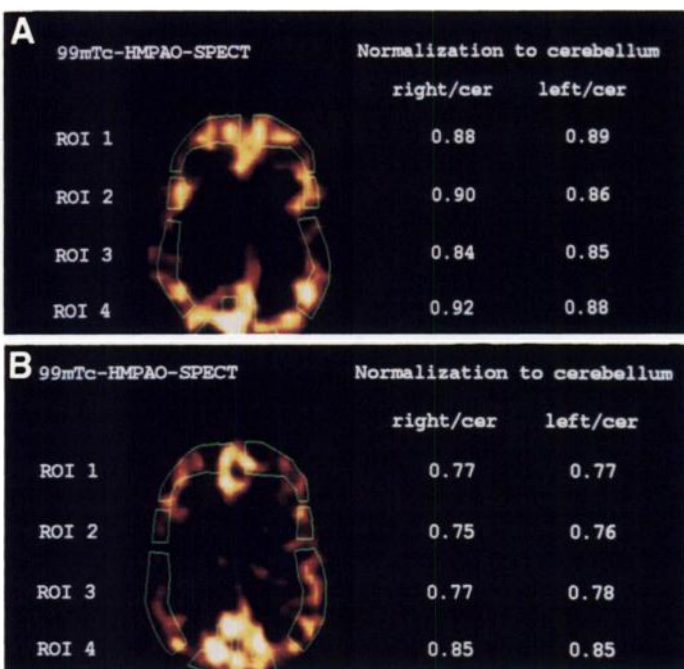 A
99mTc-HMPAO-SPECT Normalization to cerebellum
right/cer left/cer
ROI 1 0.88 0.89
ROI 2 0.90 0.86
ROI 3 0.84 0.85
ROI 4 0.92 0.88
B
99mTc-HMPAO-SPECT Normalization to cerebellum
right/cer left/cer
ROI 1 0.77 0.77
ROI 2 0.75 0.76
ROI 3 0.77 0.78
ROI 4 0.85 0.85